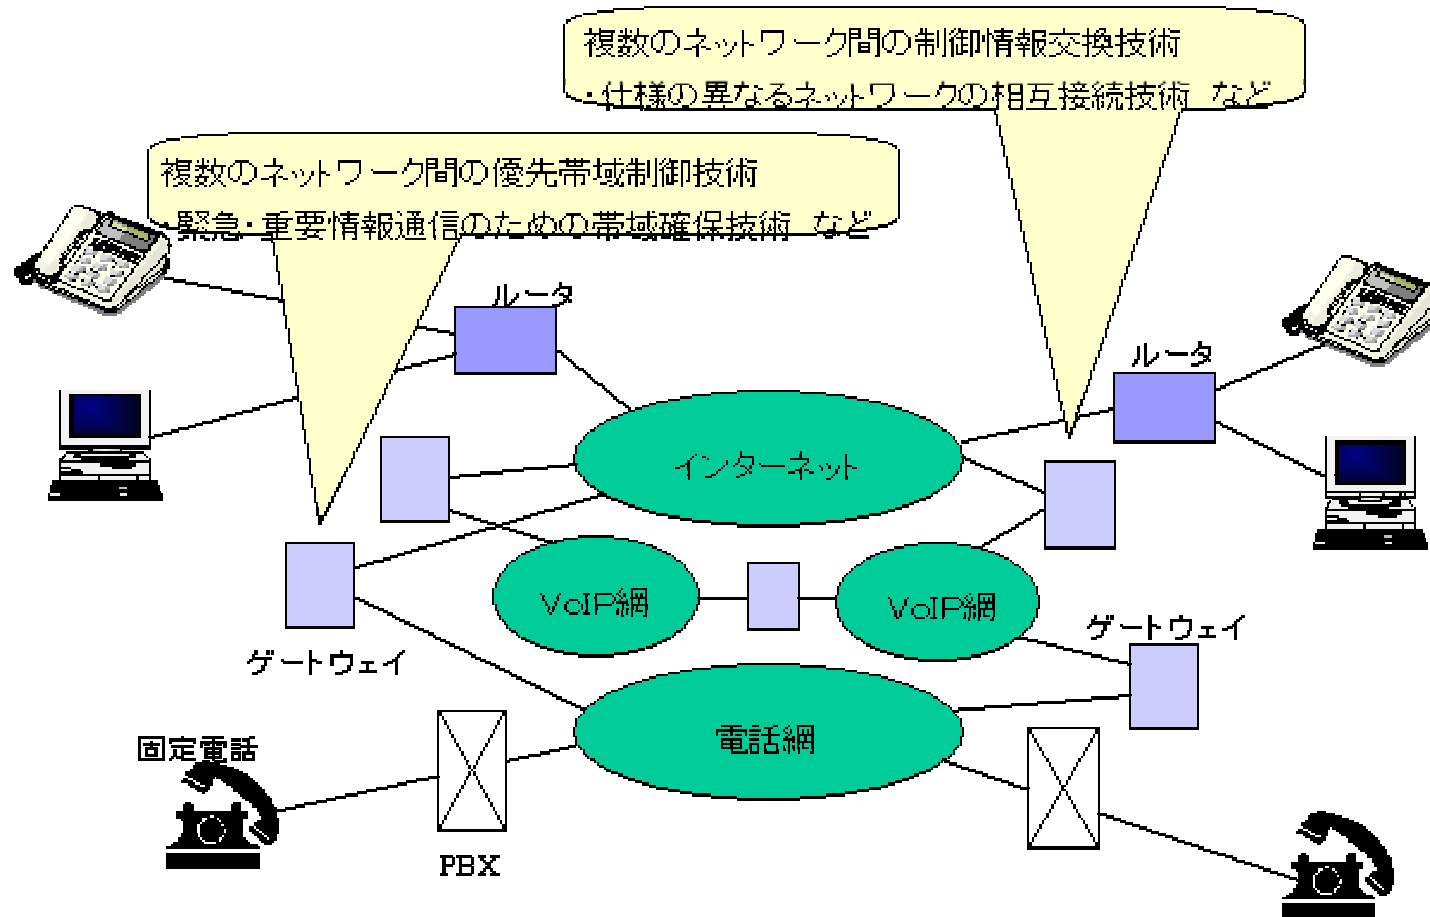 複数のネットワーク間の制御情報交換技術
・仕様の異なるネットワークの相互接続技術　など
複数のネットワーク間の優先帯域制御技術
・緊急・重要情報通信のための帯域確保技術　など
ルータ
ルータ
インターネット
VoIP網
VoIP網
ゲートウェイ
ゲートウェイ
電話網
固定電話
PBX